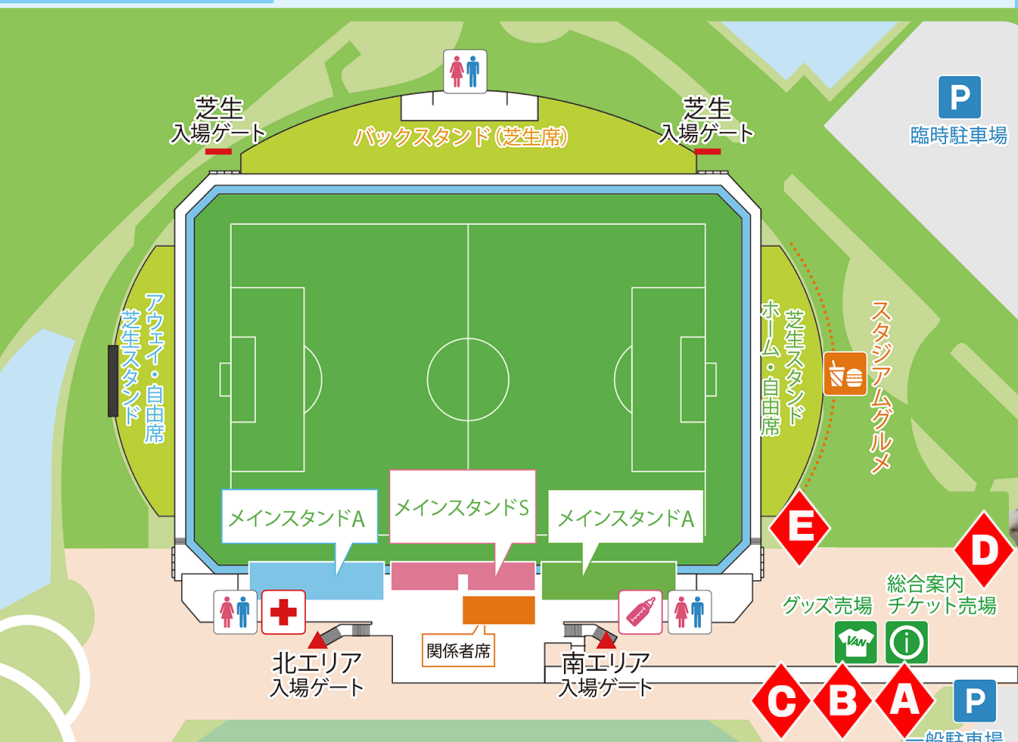 芝生
入場ゲート
芝生
入場ゲート
バックスタンド(芝生席)
P
臨時駐車場
アウェイ・自由席
芝生スタンド
芝生スタンド
ホーム・自由席
スタジアムグルメ
メインスタンドA
メインスタンドS
メインスタンドA
E
D
総合案内
チケット売場
グッズ売場
VAN
i
関係者席
北エリア
入場ゲート
南エリア
入場ゲート
C
B
A
P
一般駐車場